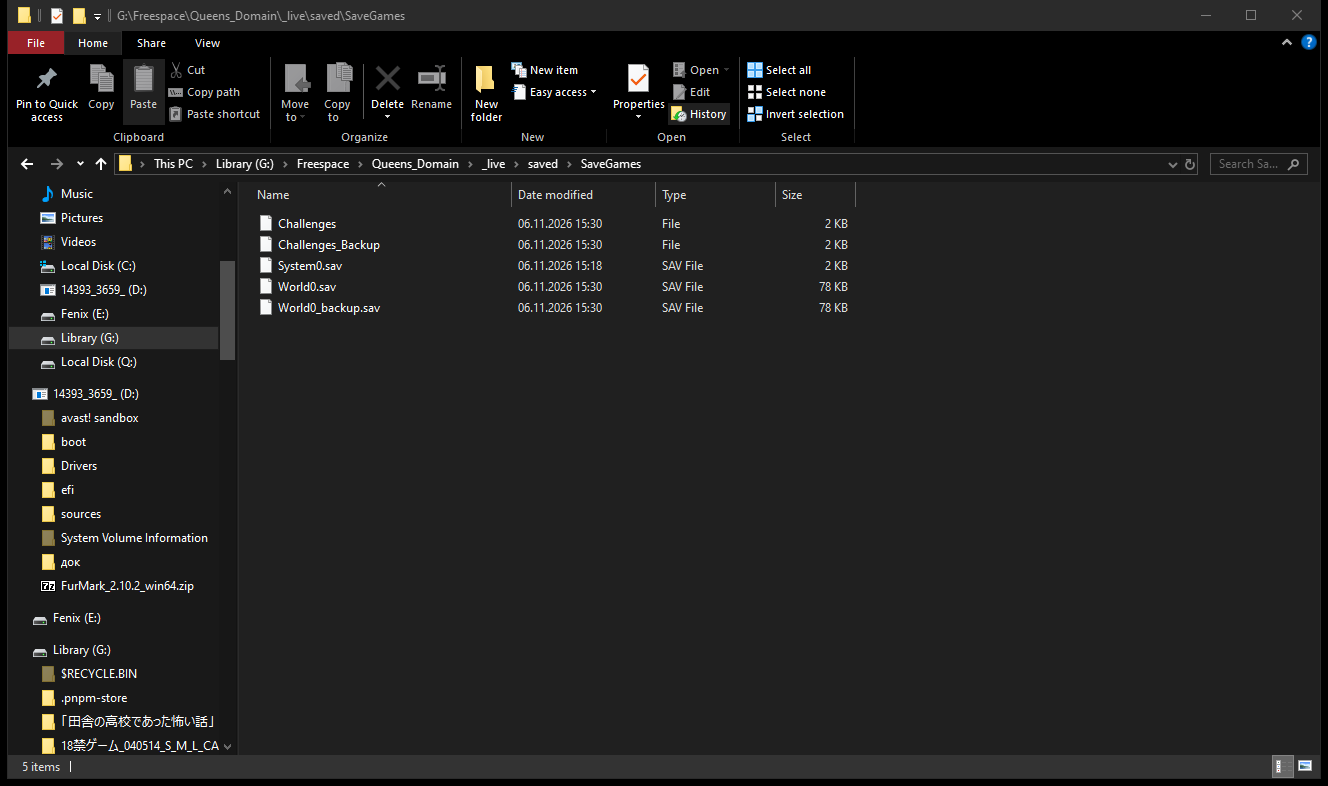 G:\Freespace\Queens_Domain\_live\saved\SaveGames
File Home Share View
Pin to Quick access
Copy
Paste
Cut
Copy path
Paste shortcut
Clipboard
Move to
Copy to
Delete
Rename
Organize
New folder
New item
Easy access
New
Properties
Open
Edit
History
Open
Select all
Select none
Invert selection
Select
This PC > Library (G:) > Freespace > Queens_Domain > _live > saved > SaveGames
Search Sa...
Music
Pictures
Videos
Local Disk (C:)
14393_3659_ (D:)
Fenix (E:)
Library (G:)
Local Disk (Q:)
14393_3659_ (D:)
avast! sandbox
boot
Drivers
efi
sources
System Volume Information
док
FurMark_2.10.2_win64.zip
Fenix (E:)
Library (G:)
$RECYCLE.BIN
.pnpm-store
「田舎の高校であった怖い話」
18禁ゲーム_040514_S_M_L_CA
Name Date modified Type Size
Challenges 06.11.2026 15:30 File 2 KB
Challenges_Backup 06.11.2026 15:30 File 2 KB
System0.sav 06.11.2026 15:18 SAV File 2 KB
World0.sav 06.11.2026 15:30 SAV File 78 KB
World0_backup.sav 06.11.2026 15:30 SAV File 78 KB
5 items